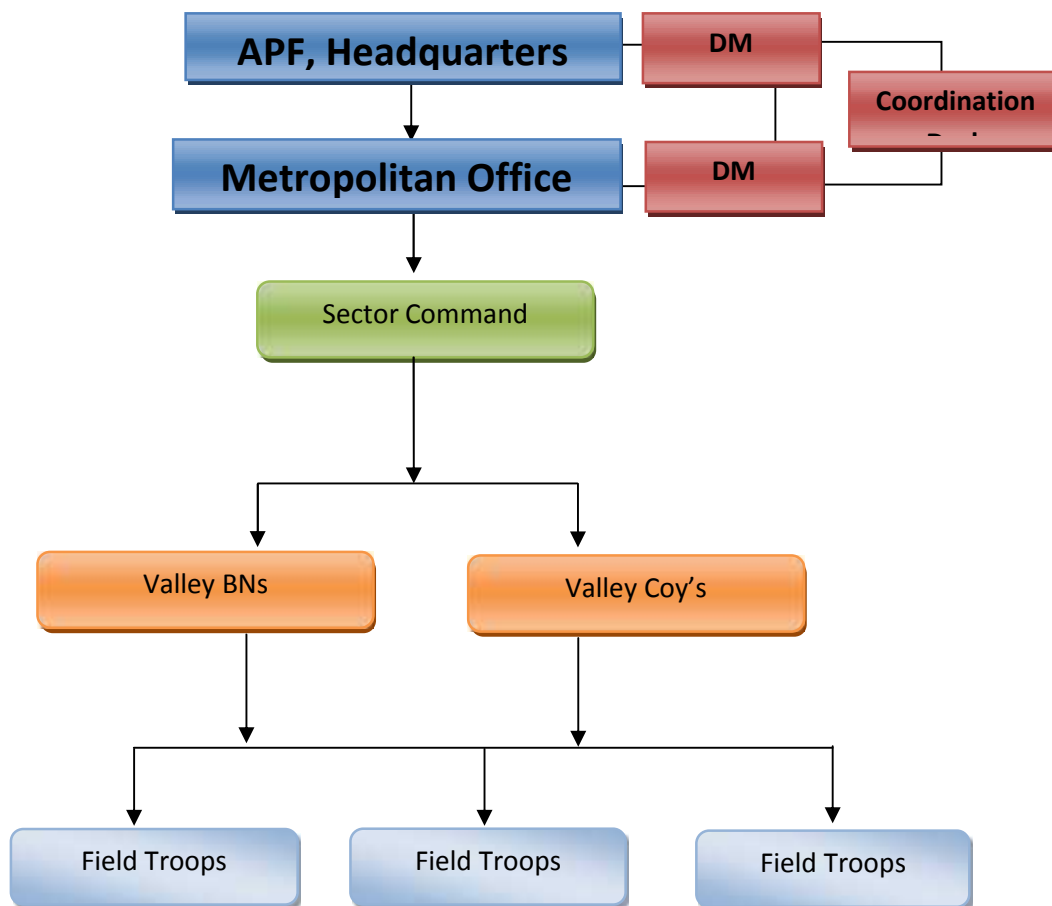 APF, Headquarters
DM
Coordination
Metropolitan Office
DM
Sector Command
Valley BNs
Valley Coy’s
Field Troops
Field Troops
Field Troops